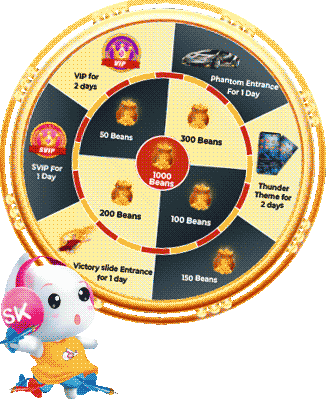 VIP
VIP for
2 days
phantom Entrance
For 1 Day
50 Beans
300 Beans
SVIP
SVIP for
1 Day
1000
Beans
Thunder
Theme for
2 days
200 Beans
100 Beans
Victory slide Entrance
for 1 day
150 Beans
SK